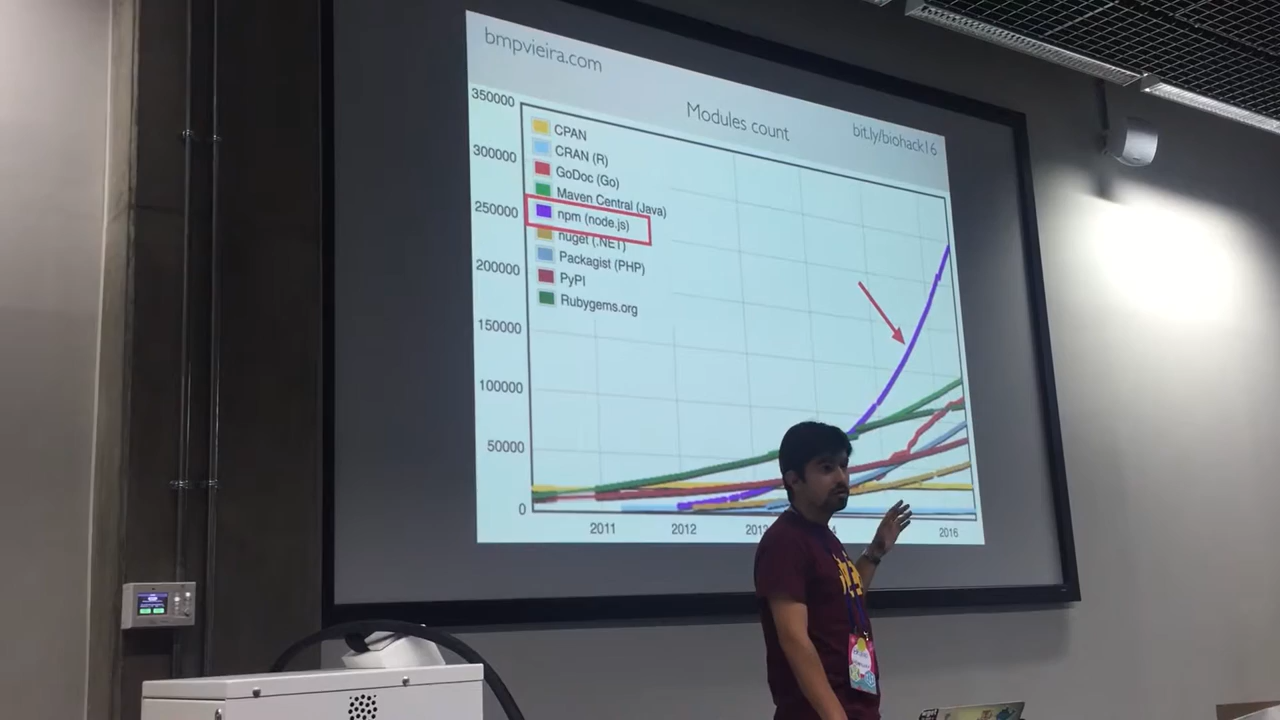 bmpvieira.com
Modules count
bit.ly/biohack16
350000
300000
250000
200000
150000
100000
50000
0
CPAN
CRAN (R)
GoDoc (Go)
Maven Central (Java)
npm (node.js)
nuget (.NET)
Packagist (PHP)
PyPI
Rubygems.org
2011
2012
2013
2016